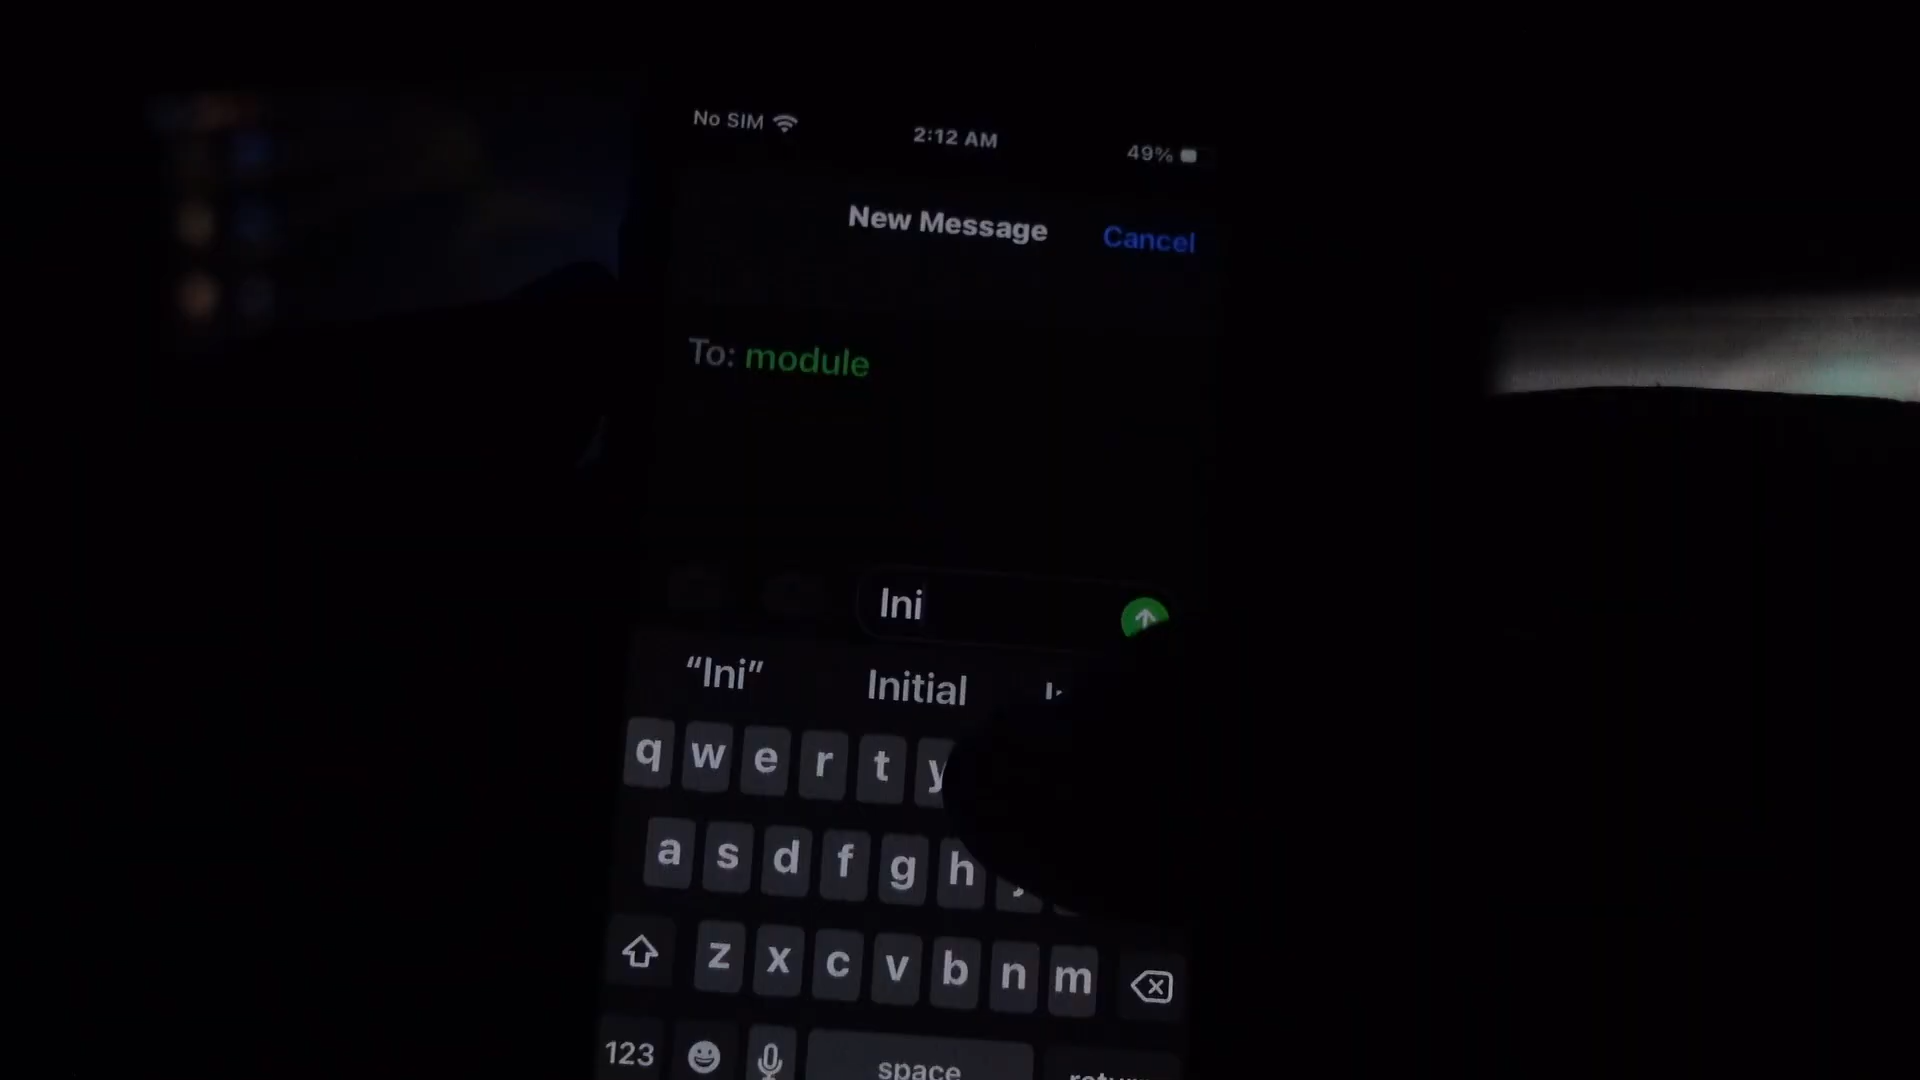 No SIM
2:12 AM
49%
New Message
Cancel
To: module
Ini
“Ini”
Initial
q w e r t y
a s d f g h
z x c v b n m
123
space